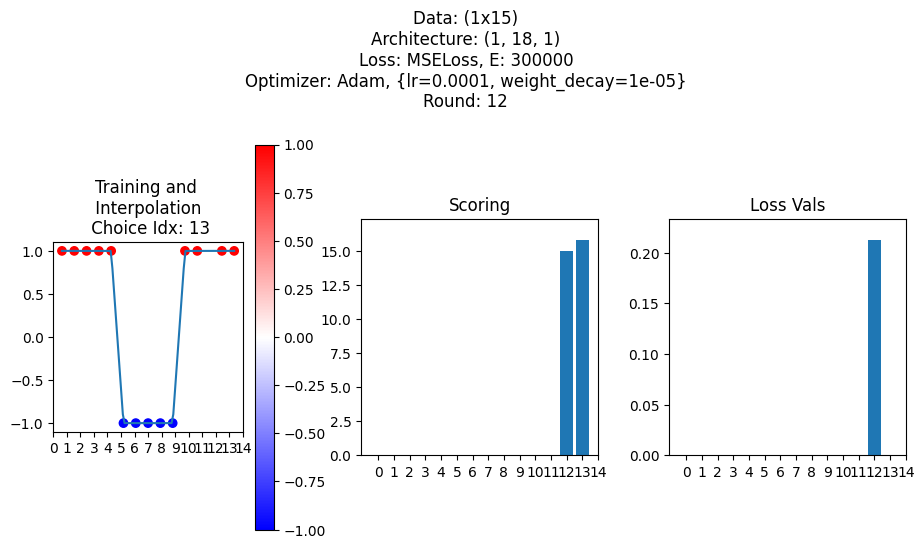 Data: (1x15)
Architecture: (1, 18, 1)
Loss: MSELoss, E: 300000
Optimizer: Adam, {lr=0.0001, weight_decay=1e-05}
Round: 12
Training and
Interpolation
Choice Idx: 13
1.0
0.5
0.0
−0.5
−1.0
0 1 2 3 4 5 6 7 8 9 10 11 12 13 14
1.00
0.75
0.50
0.25
0.00
−0.25
−0.50
−0.75
−1.00
Scoring
15.0
12.5
10.0
7.5
5.0
2.5
0.0
0 1 2 3 4 5 6 7 8 9 10 11 12 13 14
Loss Vals
0.20
0.15
0.10
0.05
0.00
0 1 2 3 4 5 6 7 8 9 10 11 12 13 14